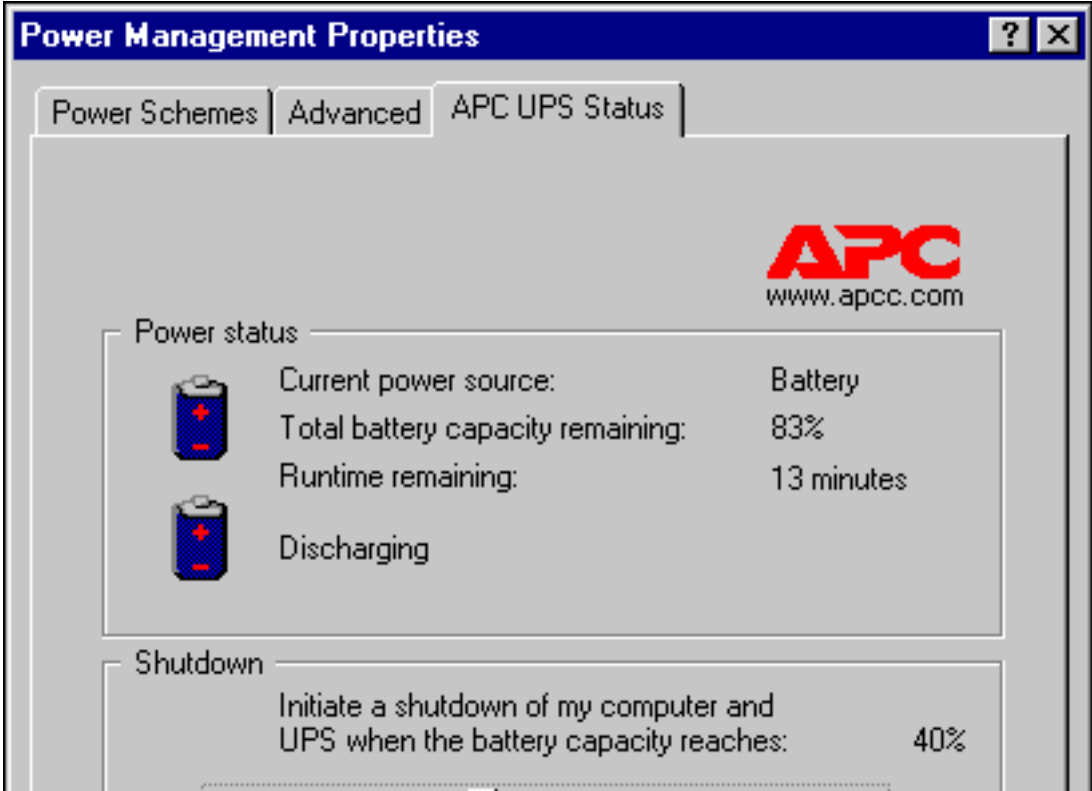 Power Management Properties
Power Schemes Advanced APC UPS Status
APC
www.apcc.com
Power status
Current power source: Battery
Total battery capacity remaining: 83%
Runtime remaining: 13 minutes
Discharging
Shutdown
Initiate a shutdown of my computer and
UPS when the battery capacity reaches: 40%